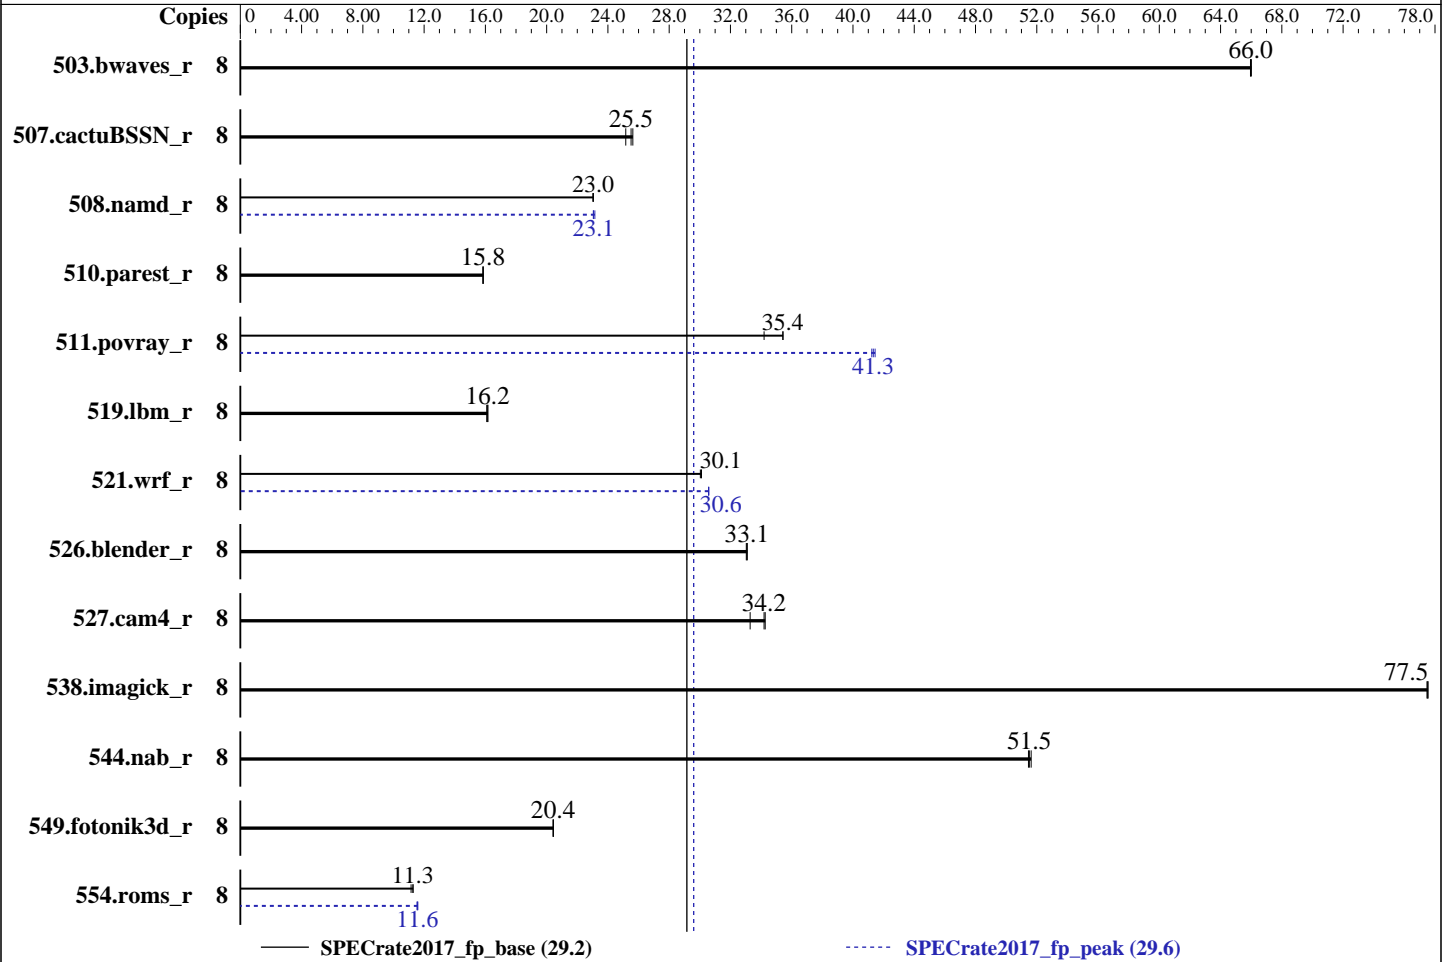 Copies 0 4.00 8.00 12.0 16.0 20.0 24.0 28.0 32.0 36.0 40.0 44.0 48.0 52.0 56.0 60.0 64.0 68.0 72.0 78.0
503.bwaves_r 8 66.0
507.cactuBSSN_r 8 25.5
508.namd_r 8 23.0
23.1
510.parest_r 8 15.8
511.povray_r 8 35.4
41.3
519.lbm_r 8 16.2
521.wrf_r 8 30.1
30.6
526.blender_r 8 33.1
527.cam4_r 8 34.2
538.imagick_r 8 77.5
544.nab_r 8 51.5
549.fotonik3d_r 8 20.4
554.roms_r 8 11.3
11.6
SPECrate2017_fp_base (29.2) SPECrate2017_fp_peak (29.6)